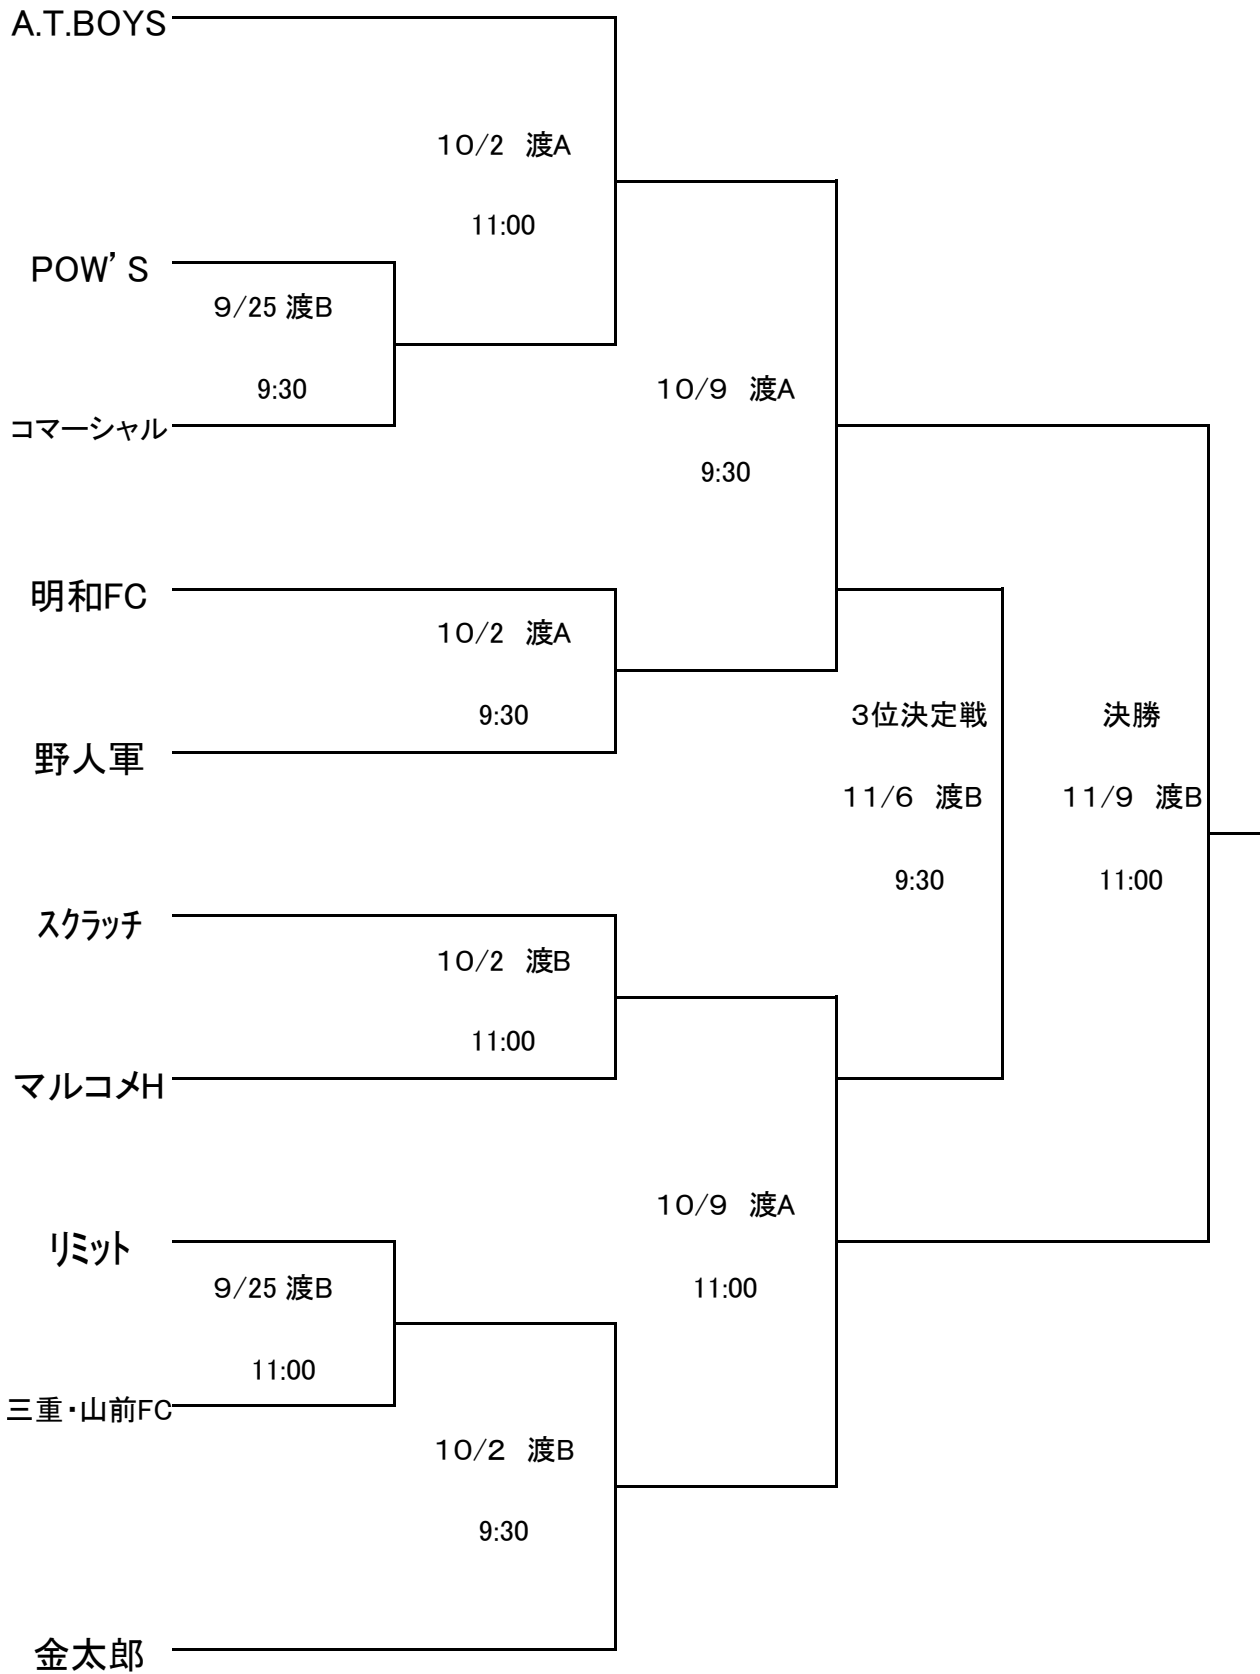 A.T.BOYS
10/2　渡A
11:00
POW’S
9/25 渡B
9:30
コマーシャル
10/9　渡A
9:30
明和FC
10/2　渡A
9:30
野人軍
3位決定戦
11/6　渡B
9:30
決勝
11/9　渡B
11:00
ｽｸﾗｯﾁ
10/2　渡B
11:00
マルコメH
10/9　渡A
11:00
ﾘﾐｯﾄ
9/25 渡B
11:00
三重・山前FC
10/2　渡B
9:30
金太郎